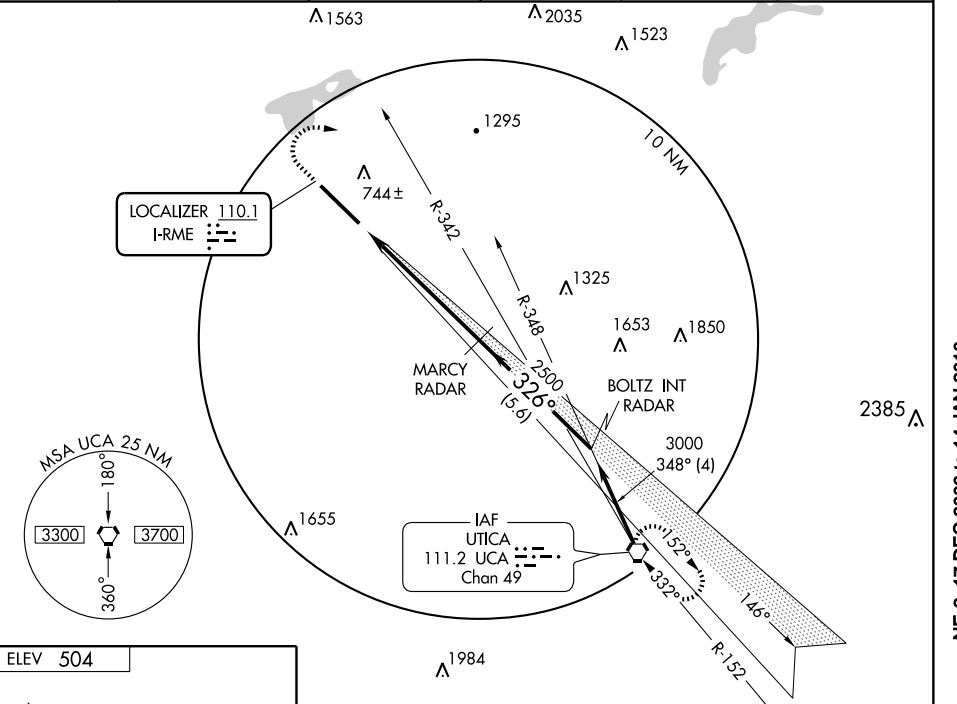 1563
2035
1523
1295
10 NM
744±
LOCALIZER 110.1
I-RME
R-342
R-348
1325
1653
1850
MARCY
RADAR
2500
326°
(5.6)
BOLTZ INT
RADAR
2385
3000
348° (4)
MSA UCA 25 NM
180°
3300
3700
360°
1655
IAF
UTICA
111.2 UCA
Chan 49
152°
332°
146°
R-152
ELEV 504
1984